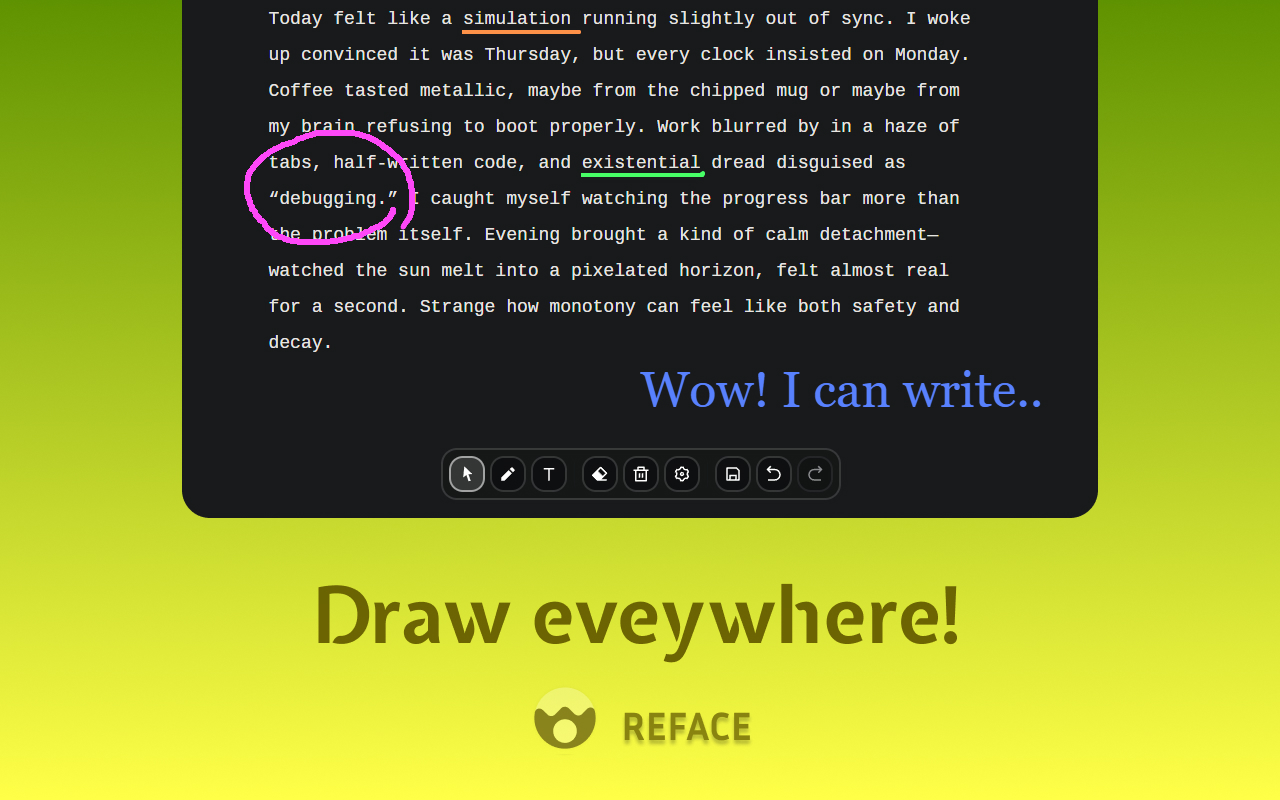 Today felt like a simulation running slightly out of sync. I woke
up convinced it was Thursday, but every clock insisted on Monday.
Coffee tasted metallic, maybe from the chipped mug or maybe from
my brain refusing to boot properly. Work blurred by in a haze of
tabs, half-written code, and existential dread disguised as
“debugging.” I caught myself watching the progress bar more than
the problem itself. Evening brought a kind of calm detachment—
watched the sun melt into a pixelated horizon, felt almost real
for a second. Strange how monotony can feel like both safety and
decay.
Wow! I can write..
T
Draw eveywhere!
REFACE